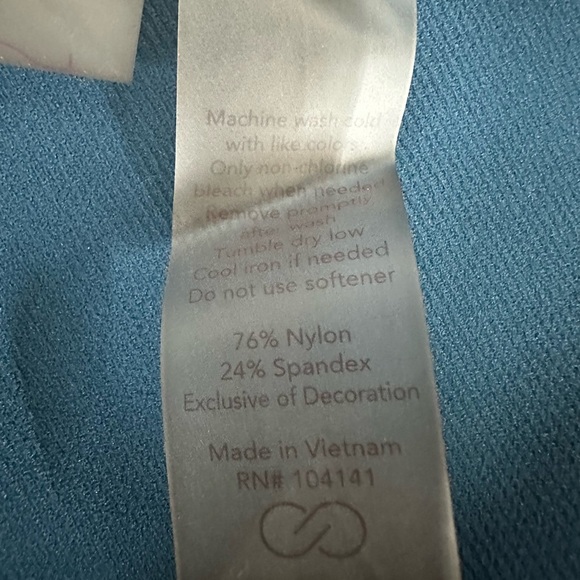 Machine wash cold
with like colors.
Only non-chlorine
bleach when needed
Remove promptly
after wash
Tumble dry low
Cool iron if needed
Do not use softener
76% Nylon
24% Spandex
Exclusive of Decoration
Made in Vietnam
RN# 104141